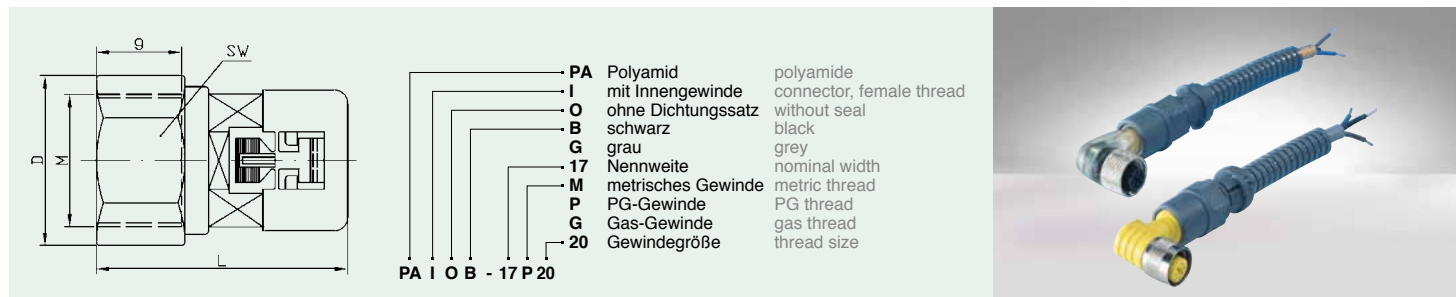 g
SW
D
M
L
PA Polyamid polyamide
I mit Innengewinde connector, female thread
O ohne Dichtungssatz without seal
B schwarz black
G grau grey
17 Nennweite nominal width
M metrisches Gewinde metric thread
P PG-Gewinde PG thread
G Gas-Gewinde gas thread
20 Gewindegröße thread size
PA I O B - 17 P 20